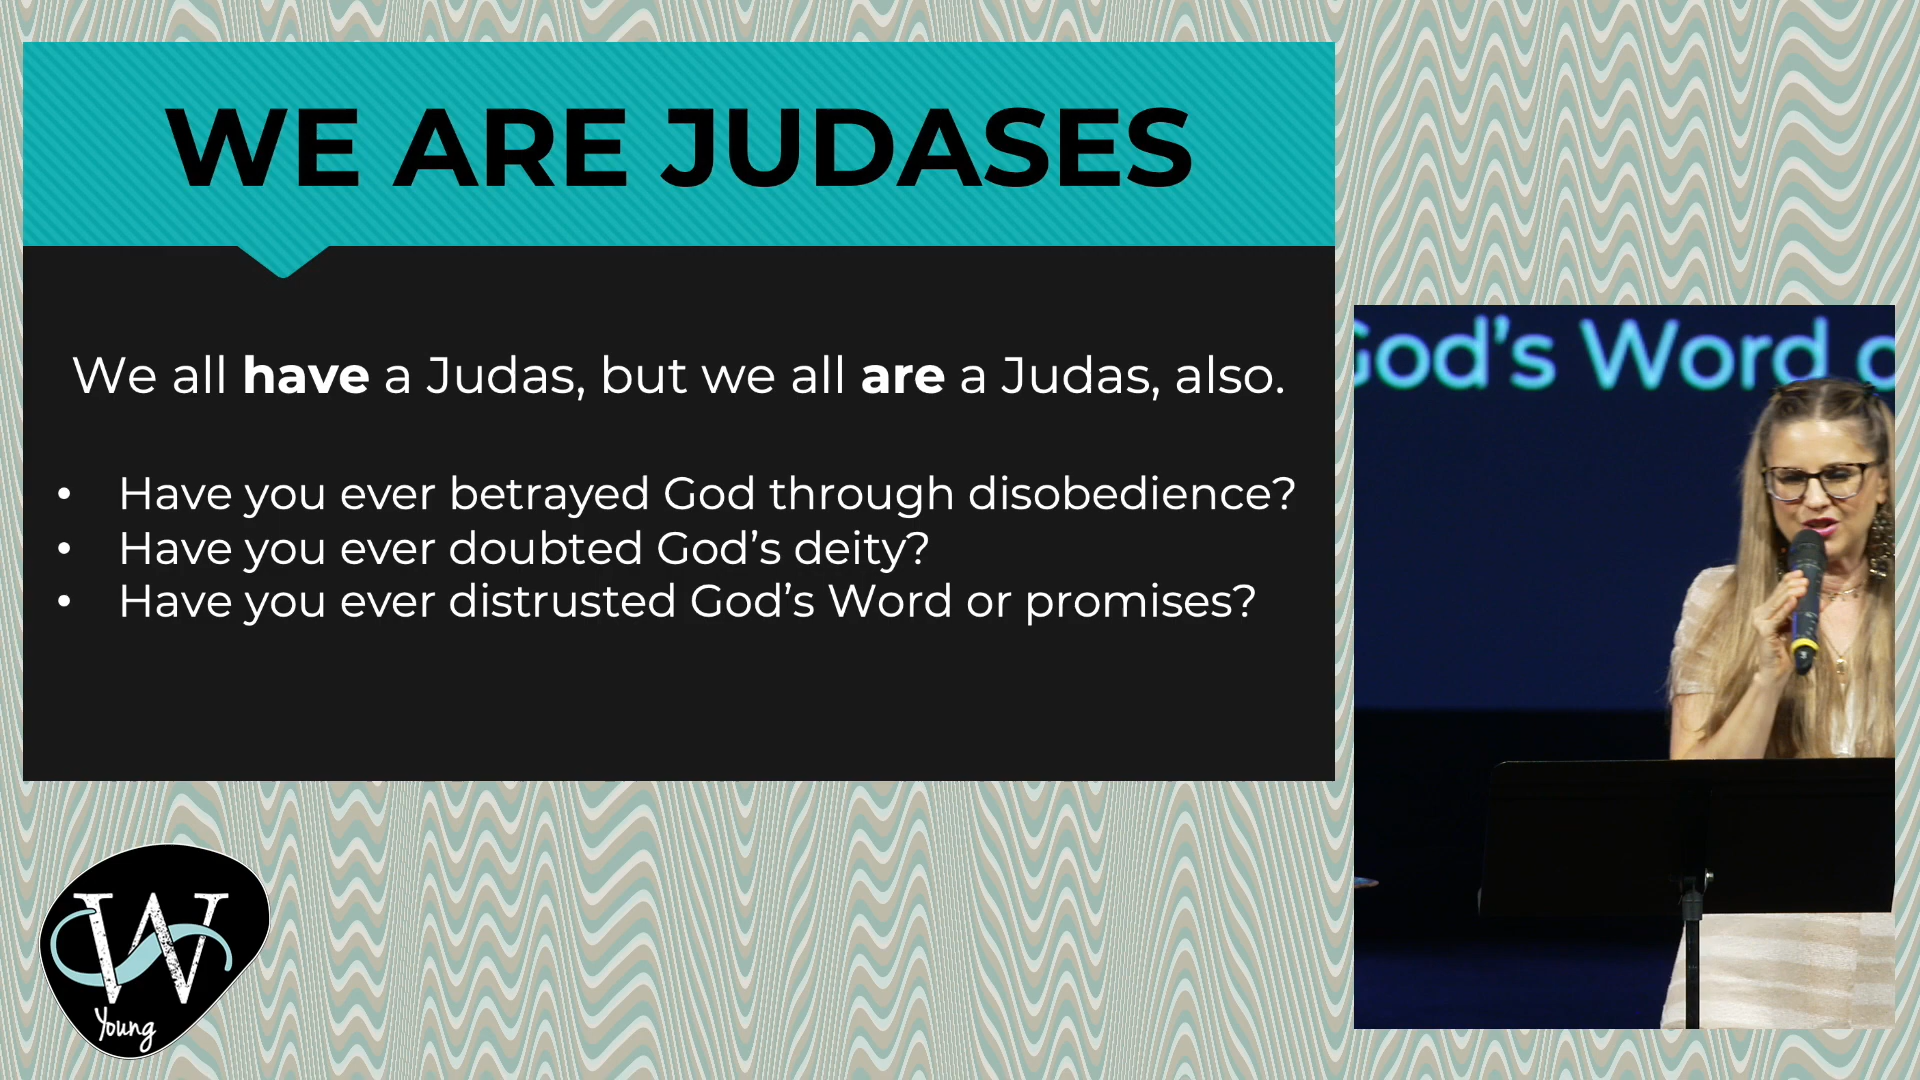 WE ARE JUDASES
We all have a Judas, but we all are a Judas, also.
• Have you ever betrayed God through disobedience?
• Have you ever doubted God’s deity?
• Have you ever distrusted God’s Word or promises?
God’s Word o
W
Young